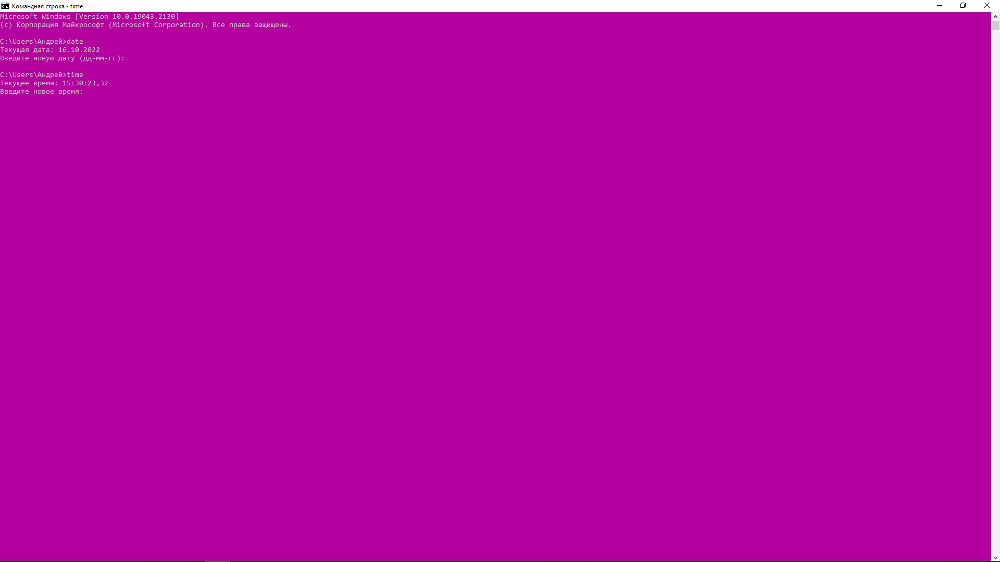 Командная строка - time
Microsoft Windows [Version 10.0.19043.2130]
(c) Корпорация Майкрософт (Microsoft Corporation). Все права защищены.
C:\Users\Андрей>date
Текущая дата: 16.10.2022
Введите новую дату (дд-мм-гг):
C:\Users\Андрей>time
Текущее время: 15:30:23,32
Введите новое время: